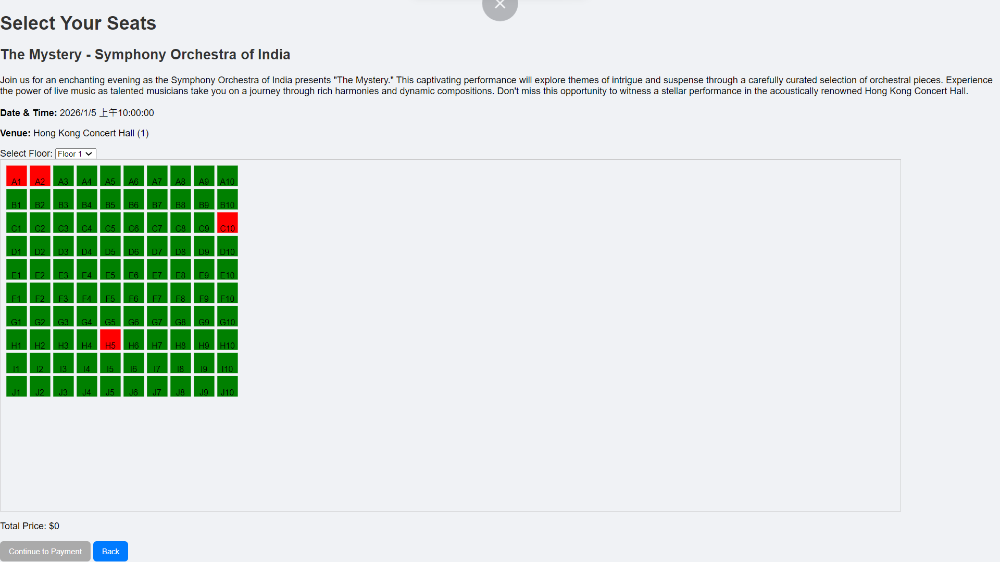 Select Your Seats
The Mystery - Symphony Orchestra of India
Join us for an enchanting evening as the Symphony Orchestra of India presents "The Mystery." This captivating performance will explore themes of intrigue and suspense through a carefully curated selection of orchestral pieces. Experience
the power of live music as talented musicians take you on a journey through rich harmonies and dynamic compositions. Don't miss this opportunity to witness a stellar performance in the acoustically renowned Hong Kong Concert Hall.
Date & Time: 2026/1/5 上午10:00:00
Venue: Hong Kong Concert Hall (1)
Select Floor: Floor 1
A1 A2 A3 A4 A5 A6 A7 A8 A9 A10
B1 B2 B3 B4 B5 B6 B7 B8 B9 B10
C1 C2 C3 C4 C5 C6 C7 C8 C9 C10
D1 D2 D3 D4 D5 D6 D7 D8 D9 D10
E1 E2 E3 E4 E5 E6 E7 E8 E9 E10
F1 F2 F3 F4 F5 F6 F7 F8 F9 F10
G1 G2 G3 G4 G5 G6 G7 G8 G9 G10
H1 H2 H3 H4 H5 H6 H7 H8 H9 H10
I1 I2 I3 I4 I5 I6 I7 I8 I9 I10
J1 J2 J3 J4 J5 J6 J7 J8 J9 J10
Total Price: $0
Continue to Payment Back